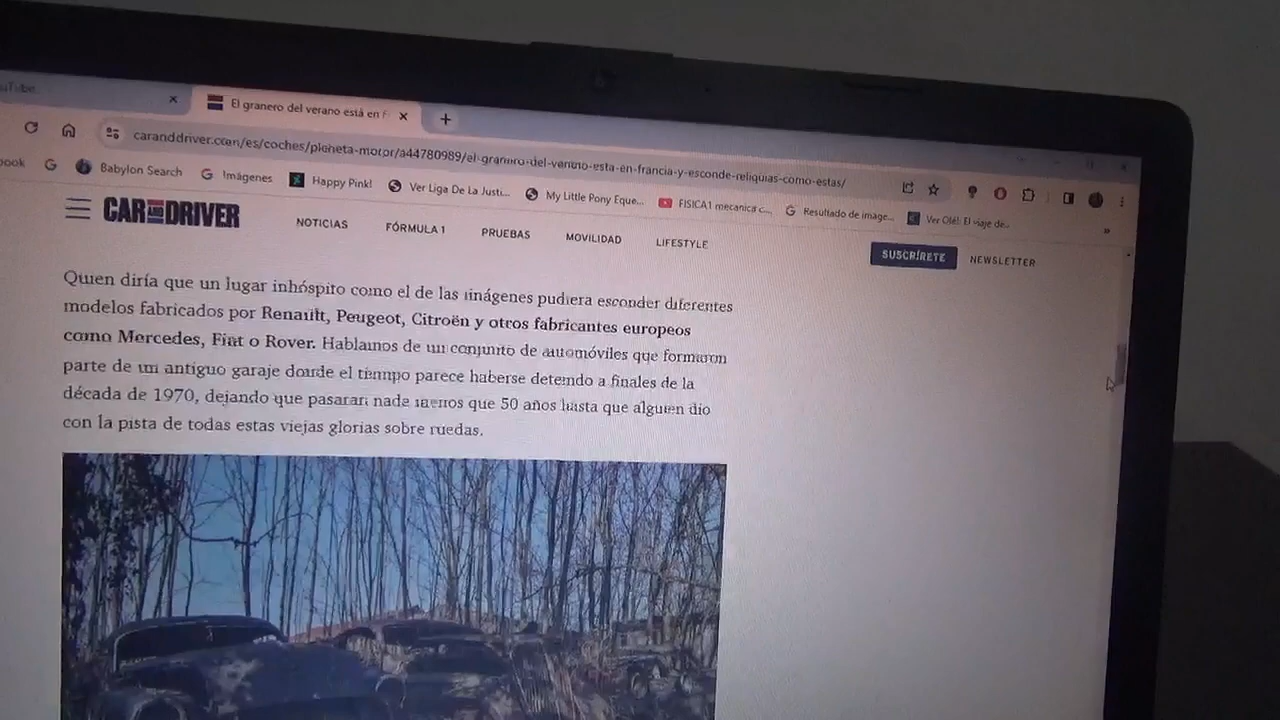 uTube
El granero del verano está en F
caranddriver.com/es/coches/planeta-motor/a44780989/el-granero-del-verano-esta-en-francia-y-esconde-reliquias-como-estas/
ook
Babylon Search
Imágenes
Happy Pink!
Ver Liga De La Justi...
My Little Pony Eque...
FISICA1 mecanica c...
Resultado de image...
Ver Olé!: El viaje de...
CAR AND DRIVER
NOTICIAS
FÓRMULA 1
PRUEBAS
MOVILIDAD
LIFESTYLE
SUSCRÍRETE
NEWSLETTER
Quien diría que un lugar inhóspito como el de las imágenes pudiera esconder diferentes
modelos fabricados por Renault, Peugeot, Citroën y otros fabricantes europeos
como Mercedes, Fiat o Rover. Hablamos de un conjunto de automóviles que formaron
parte de un antiguo garaje donde el tiempo parece haberse detenido a finales de la
década de 1970, dejando que pasaran nada menos que 50 años hasta que alguien dio
con la pista de todas estas viejas glorias sobre ruedas.